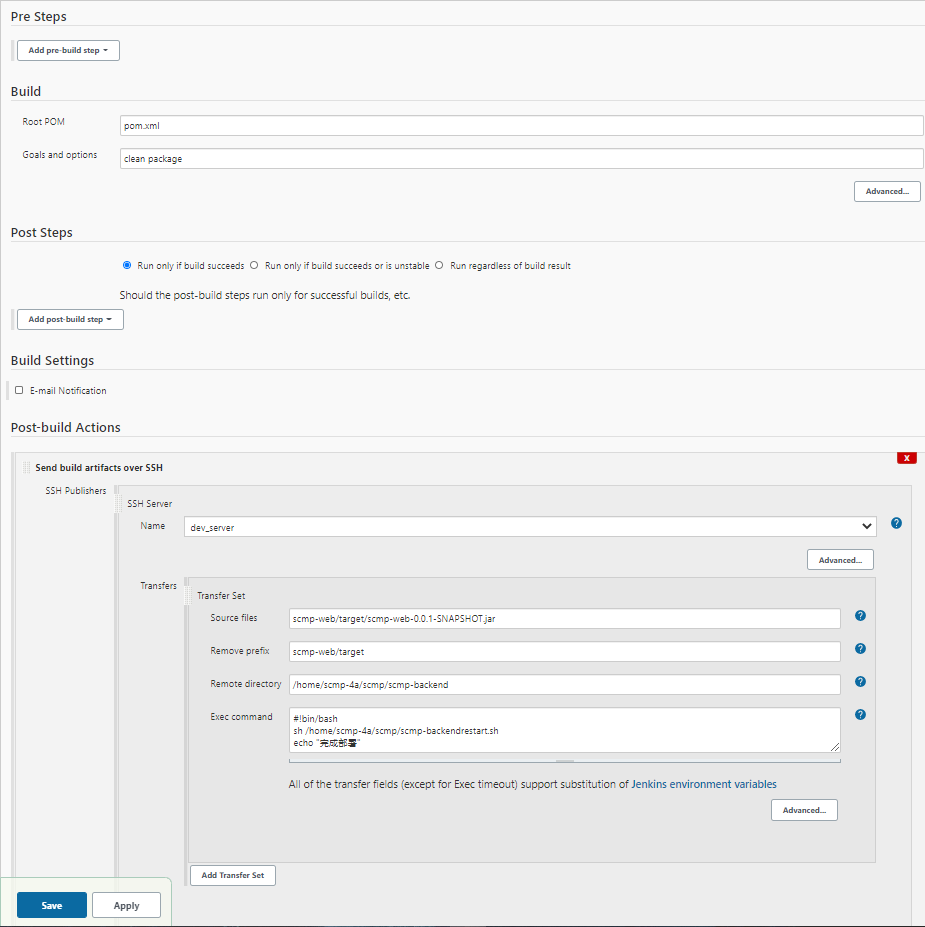 Pre Steps
Add pre-build step
Build
Root POM
pom.xml
Goals and options
clean package
Advanced...
Post Steps
Run only if build succeeds Run only if build succeeds or is unstable Run regardless of build result
Should the post-build steps run only for successful builds, etc.
Add post-build step
Build Settings
E-mail Notification
Post-build Actions
X
Send build artifacts over SSH
SSH Publishers
SSH Server
Name
dev_server
?
Advanced...
Transfers
Transfer Set
Source files
scmp-web/target/scmp-web-0.0.1-SNAPSHOT.jar
?
Remove prefix
scmp-web/target
?
Remote directory
/home/scmp-4a/scmp/scmp-backend
?
Exec command
#!bin/bash
sh /home/scmp-4a/scmp/scmp-backendrestart.sh
echo "完成部署"
?
All of the transfer fields (except for Exec timeout) support substitution of Jenkins environment variables
Advanced...
Add Transfer Set
Save
Apply